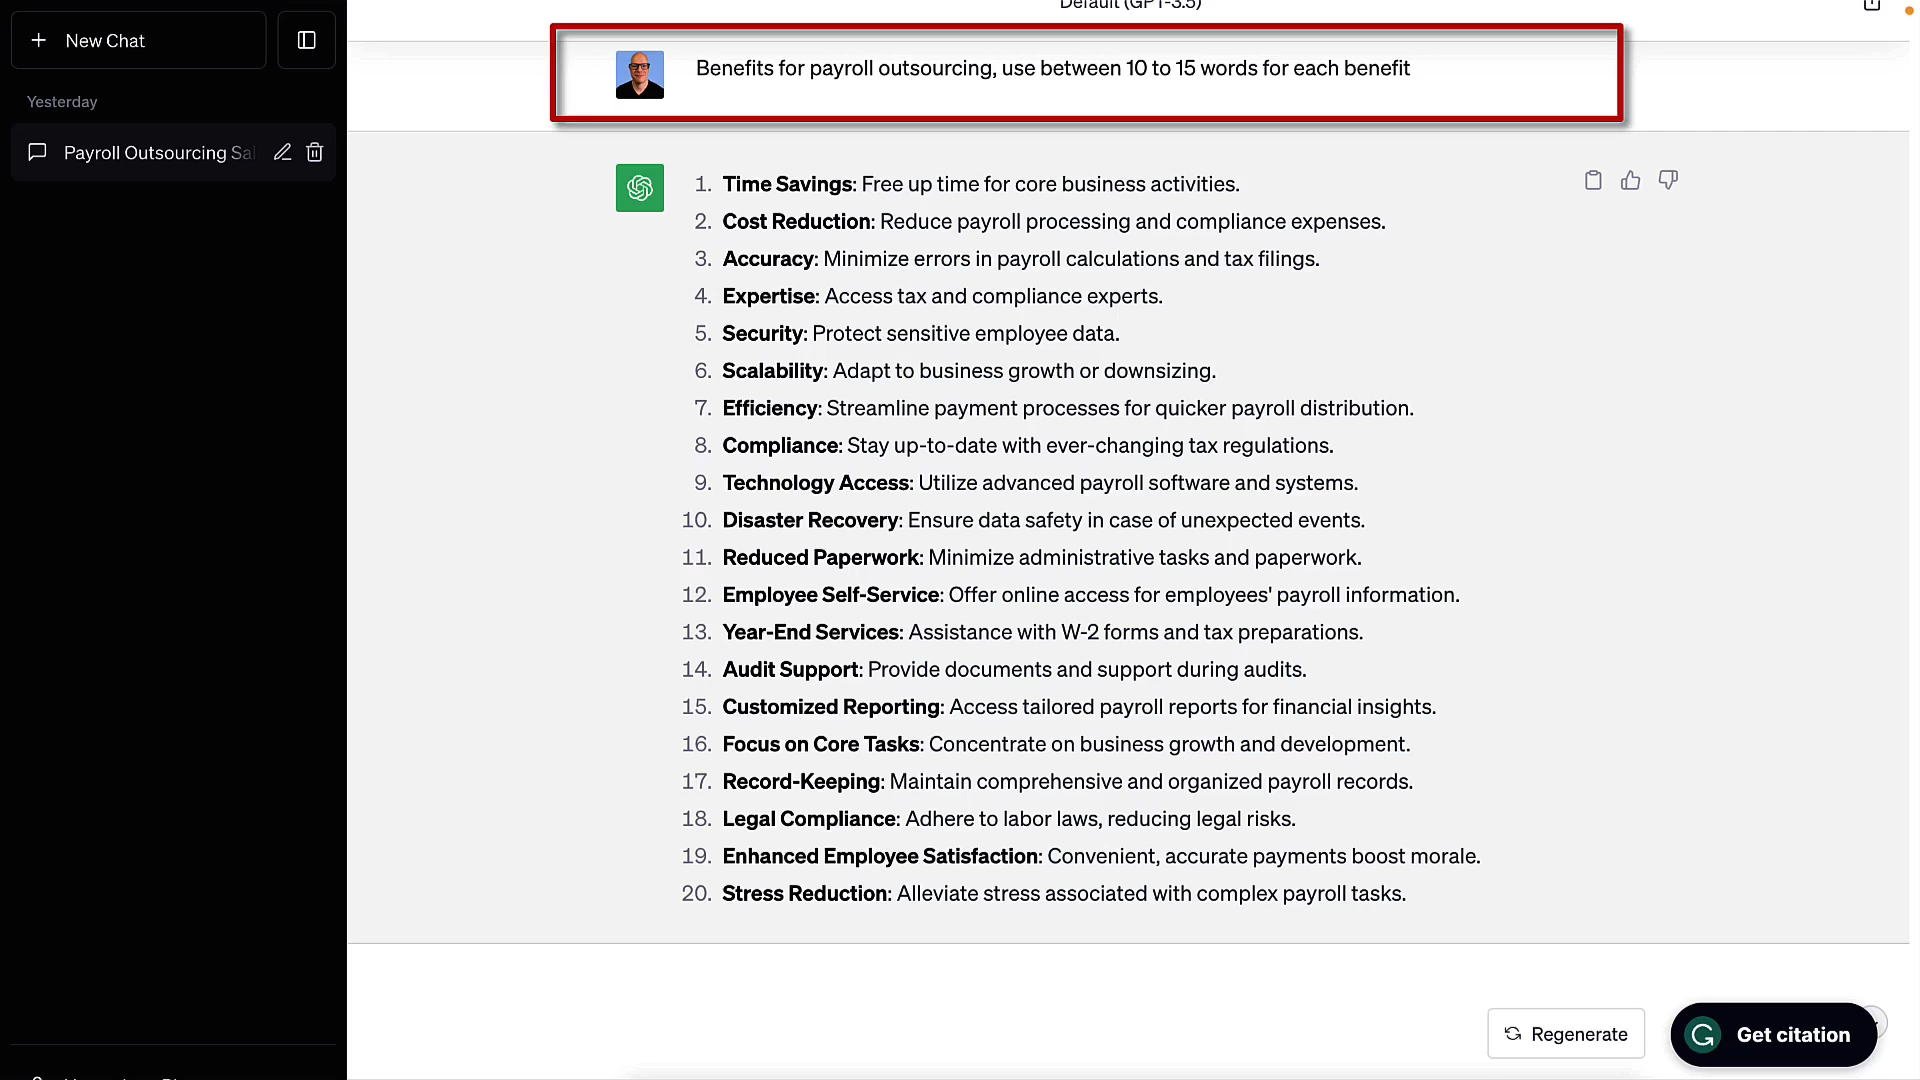 Default (GPT-3.5)
New Chat
Yesterday
Payroll Outsourcing Sal
Benefits for payroll outsourcing, use between 10 to 15 words for each benefit
1. Time Savings: Free up time for core business activities.
2. Cost Reduction: Reduce payroll processing and compliance expenses.
3. Accuracy: Minimize errors in payroll calculations and tax filings.
4. Expertise: Access tax and compliance experts.
5. Security: Protect sensitive employee data.
6. Scalability: Adapt to business growth or downsizing.
7. Efficiency: Streamline payment processes for quicker payroll distribution.
8. Compliance: Stay up-to-date with ever-changing tax regulations.
9. Technology Access: Utilize advanced payroll software and systems.
10. Disaster Recovery: Ensure data safety in case of unexpected events.
11. Reduced Paperwork: Minimize administrative tasks and paperwork.
12. Employee Self-Service: Offer online access for employees' payroll information.
13. Year-End Services: Assistance with W-2 forms and tax preparations.
14. Audit Support: Provide documents and support during audits.
15. Customized Reporting: Access tailored payroll reports for financial insights.
16. Focus on Core Tasks: Concentrate on business growth and development.
17. Record-Keeping: Maintain comprehensive and organized payroll records.
18. Legal Compliance: Adhere to labor laws, reducing legal risks.
19. Enhanced Employee Satisfaction: Convenient, accurate payments boost morale.
20. Stress Reduction: Alleviate stress associated with complex payroll tasks.
Regenerate
Get citation